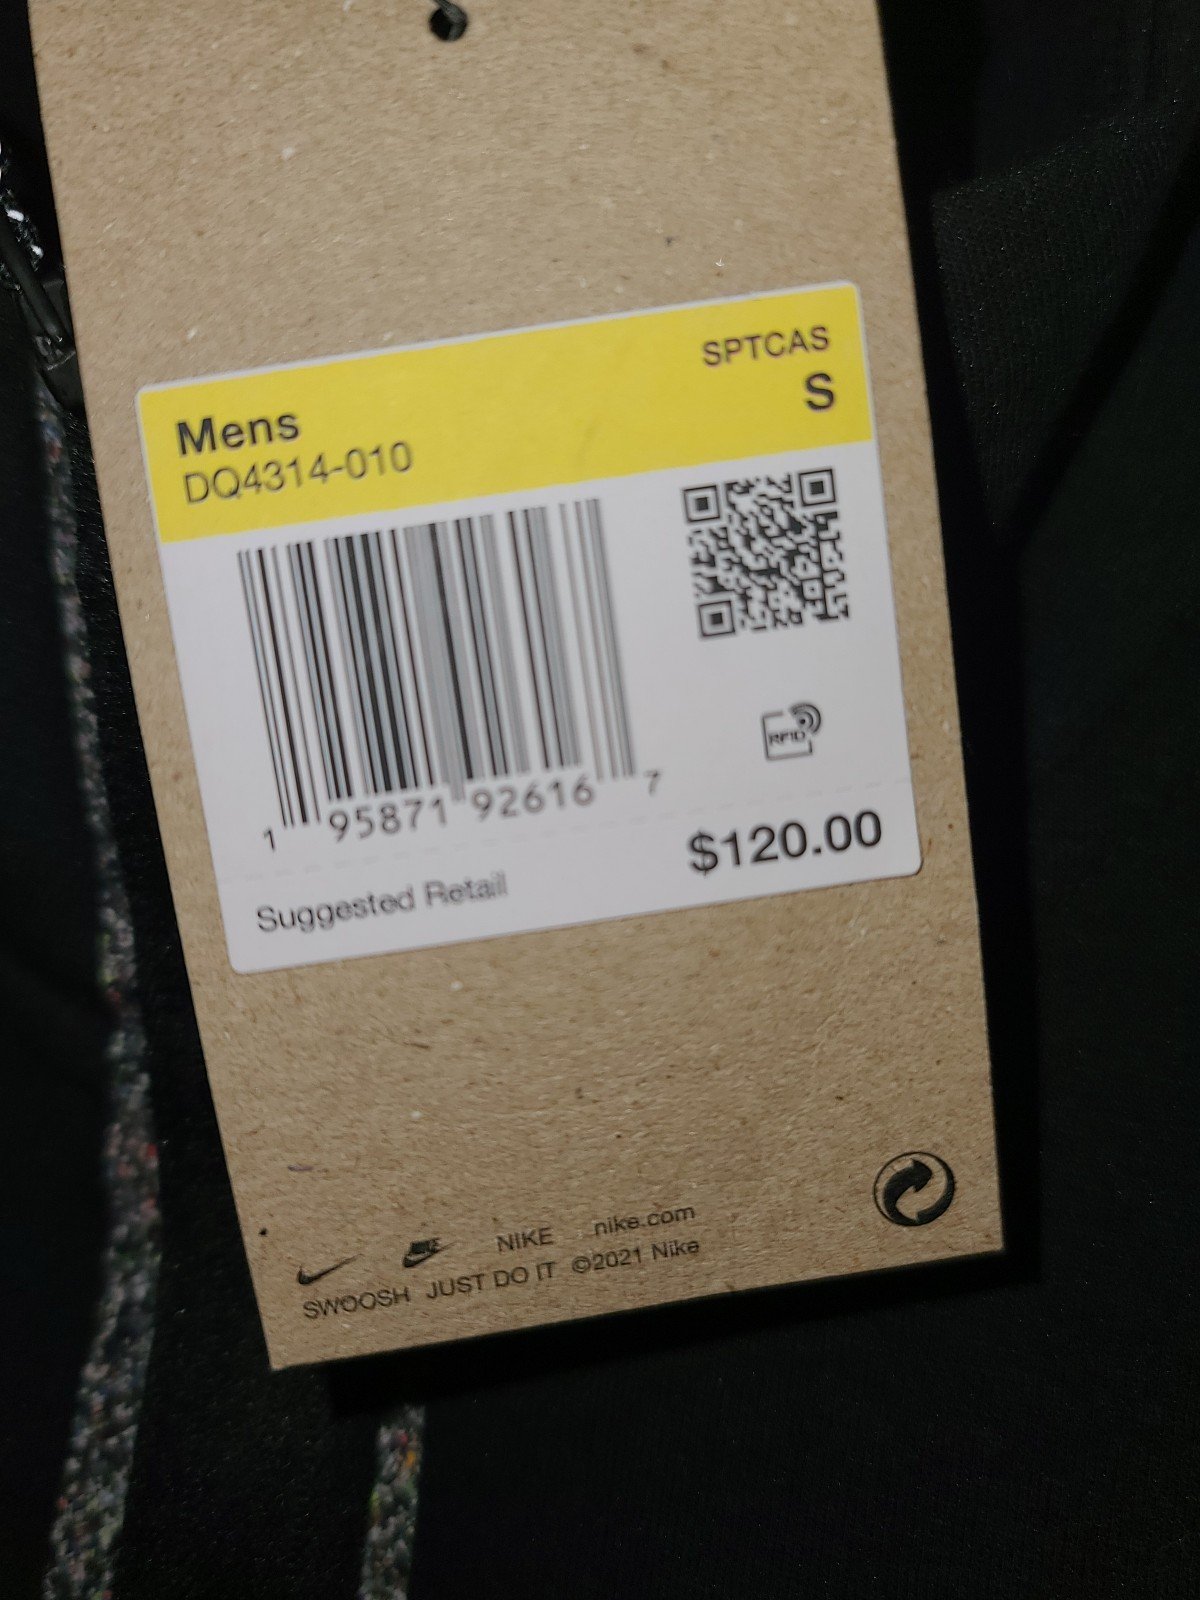 SPTCAS
Mens
S
DQ4314-010
RFID
1 95871 92616 7
Suggested Retail
$120.00
NIKE nike.com
SWOOSH JUST DO IT ©2021 Nike